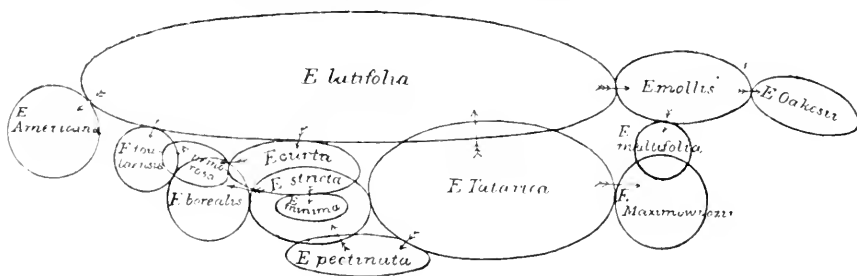 E latifolia
E mollis
E Oakesii
E
Americana
E
E curta
E
multifolia
E stricta
E Tatarica
E
minima
E borealis
E.
Maximowiczii
E pectinata